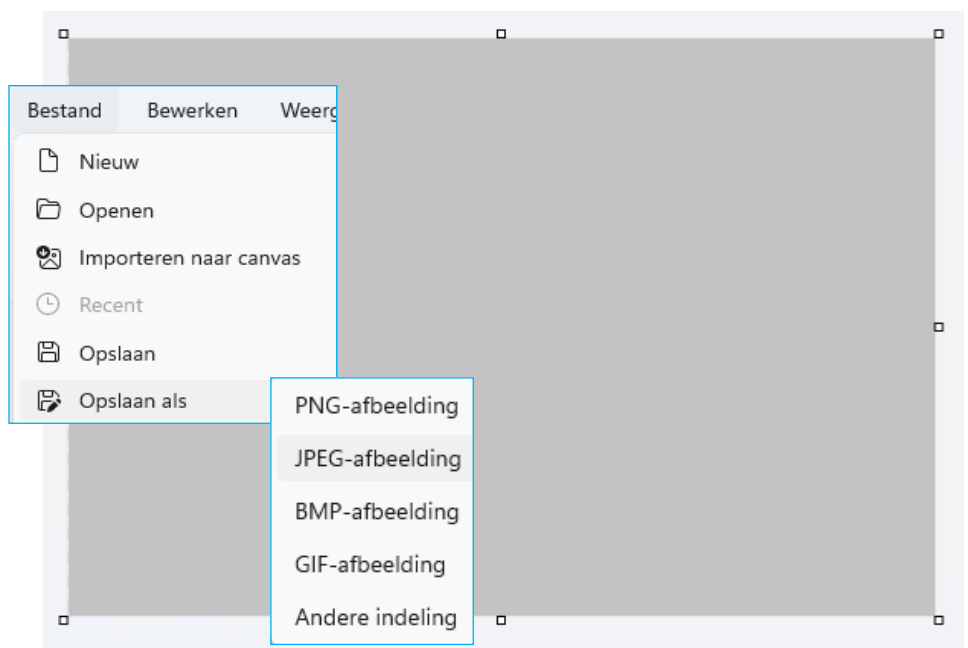 Bestand Bewerken Weerg
Nieuw
Openen
Importeren naar canvas
Recent
Opslaan
Opslaan als
PNG-afbeelding
JPEG-afbeelding
BMP-afbeelding
GIF-afbeelding
Andere indeling